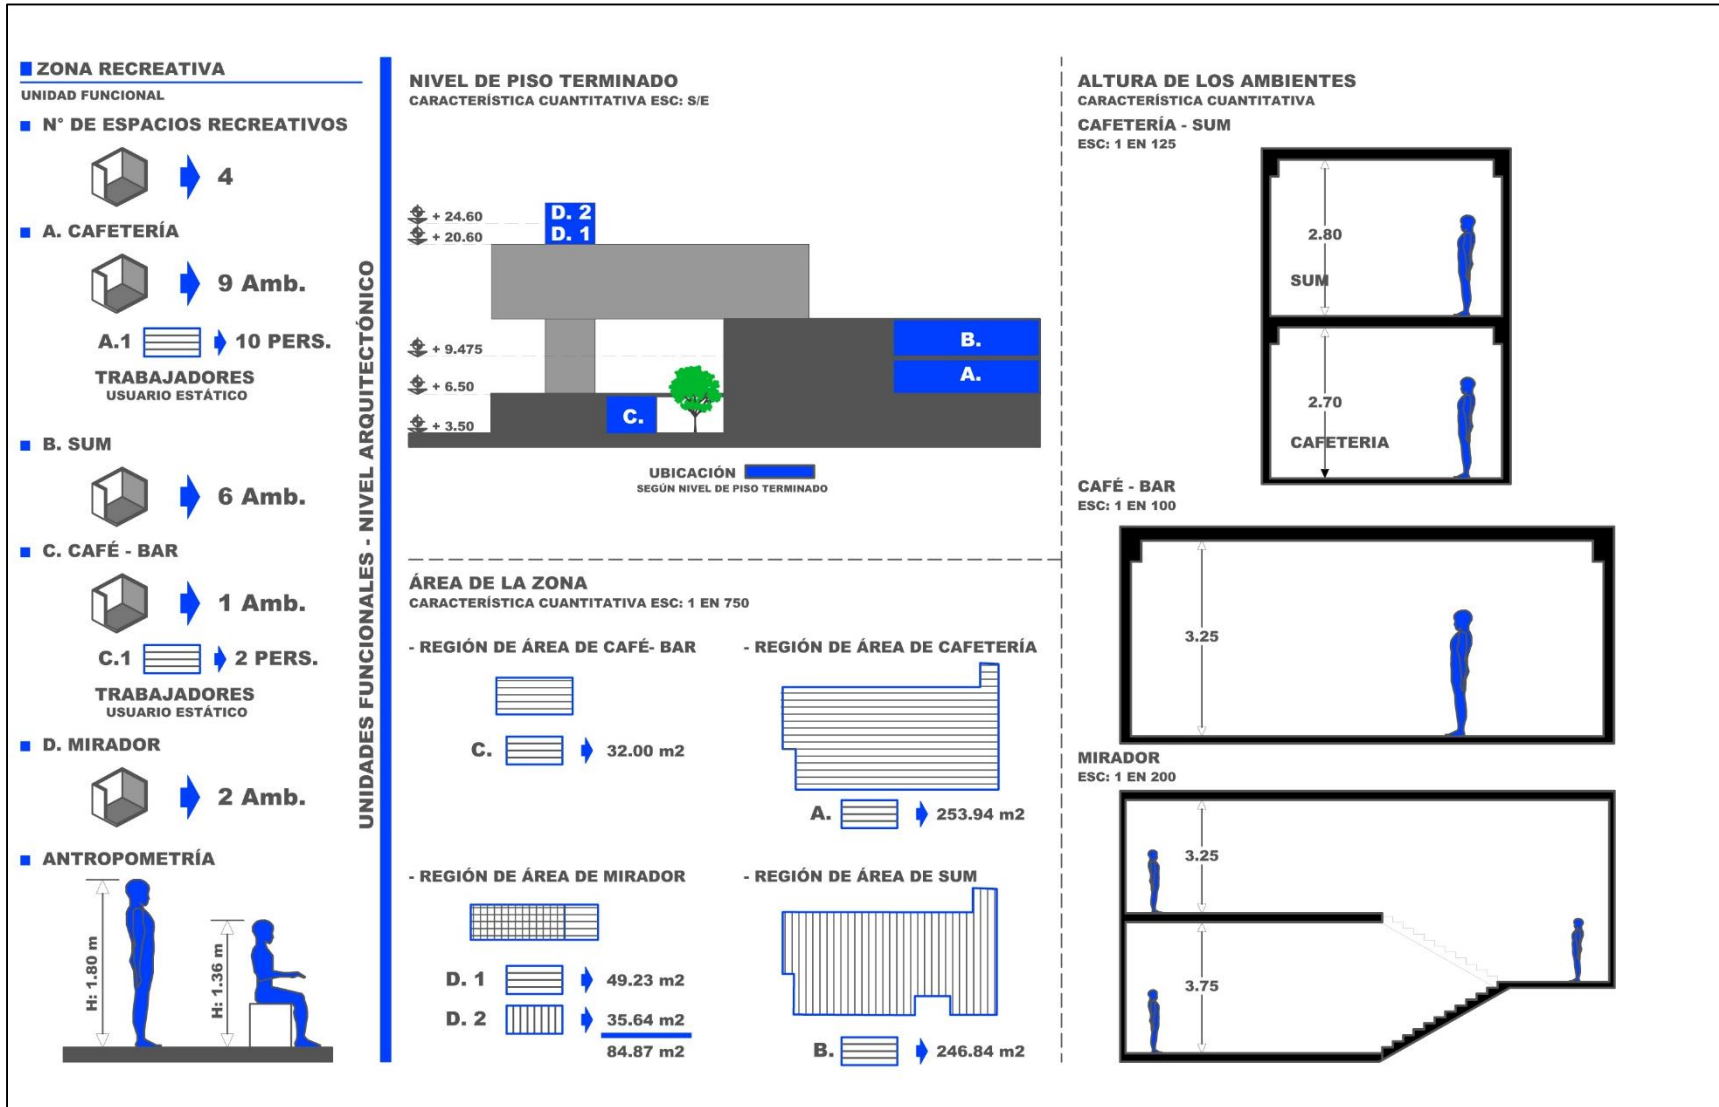 ZONA RECREATIVA
UNIDAD FUNCIONAL
N° DE ESPACIOS RECREATIVOS
4
A. CAFETERÍA
9 Amb.
A.1 10 PERS.
TRABAJADORES
USUARIO ESTÁTICO
B. SUM
6 Amb.
C. CAFÉ - BAR
1 Amb.
C.1 2 PERS.
TRABAJADORES
USUARIO ESTÁTICO
D. MIRADOR
2 Amb.
ANTROPOMETRÍA
H: 1.80 m
H: 1.36 m
UNIDADES FUNCIONALES - NIVEL ARQUITECTÓNICO
NIVEL DE PISO TERMINADO
CARACTERÍSTICA CUANTITATIVA ESC: S/E
+ 24.60
D. 2
+ 20.60
D. 1
+ 9.475
B.
+ 6.50
A.
C.
+ 3.50
UBICACIÓN
SEGÚN NIVEL DE PISO TERMINADO
ÁREA DE LA ZONA
CARACTERÍSTICA CUANTITATIVA ESC: 1 EN 750
- REGIÓN DE ÁREA DE CAFÉ- BAR
C. 32.00 m2
- REGIÓN DE ÁREA DE CAFETERÍA
A. 253.94 m2
- REGIÓN DE ÁREA DE MIRADOR
D. 1 49.23 m2
D. 2 35.64 m2
84.87 m2
- REGIÓN DE ÁREA DE SUM
B. 246.84 m2
ALTURA DE LOS AMBIENTES
CARACTERÍSTICA CUANTITATIVA
CAFETERÍA - SUM
ESC: 1 EN 125
2.80
SUM
2.70
CAFETERIA
CAFÉ - BAR
ESC: 1 EN 100
3.25
MIRADOR
ESC: 1 EN 200
3.25
3.75